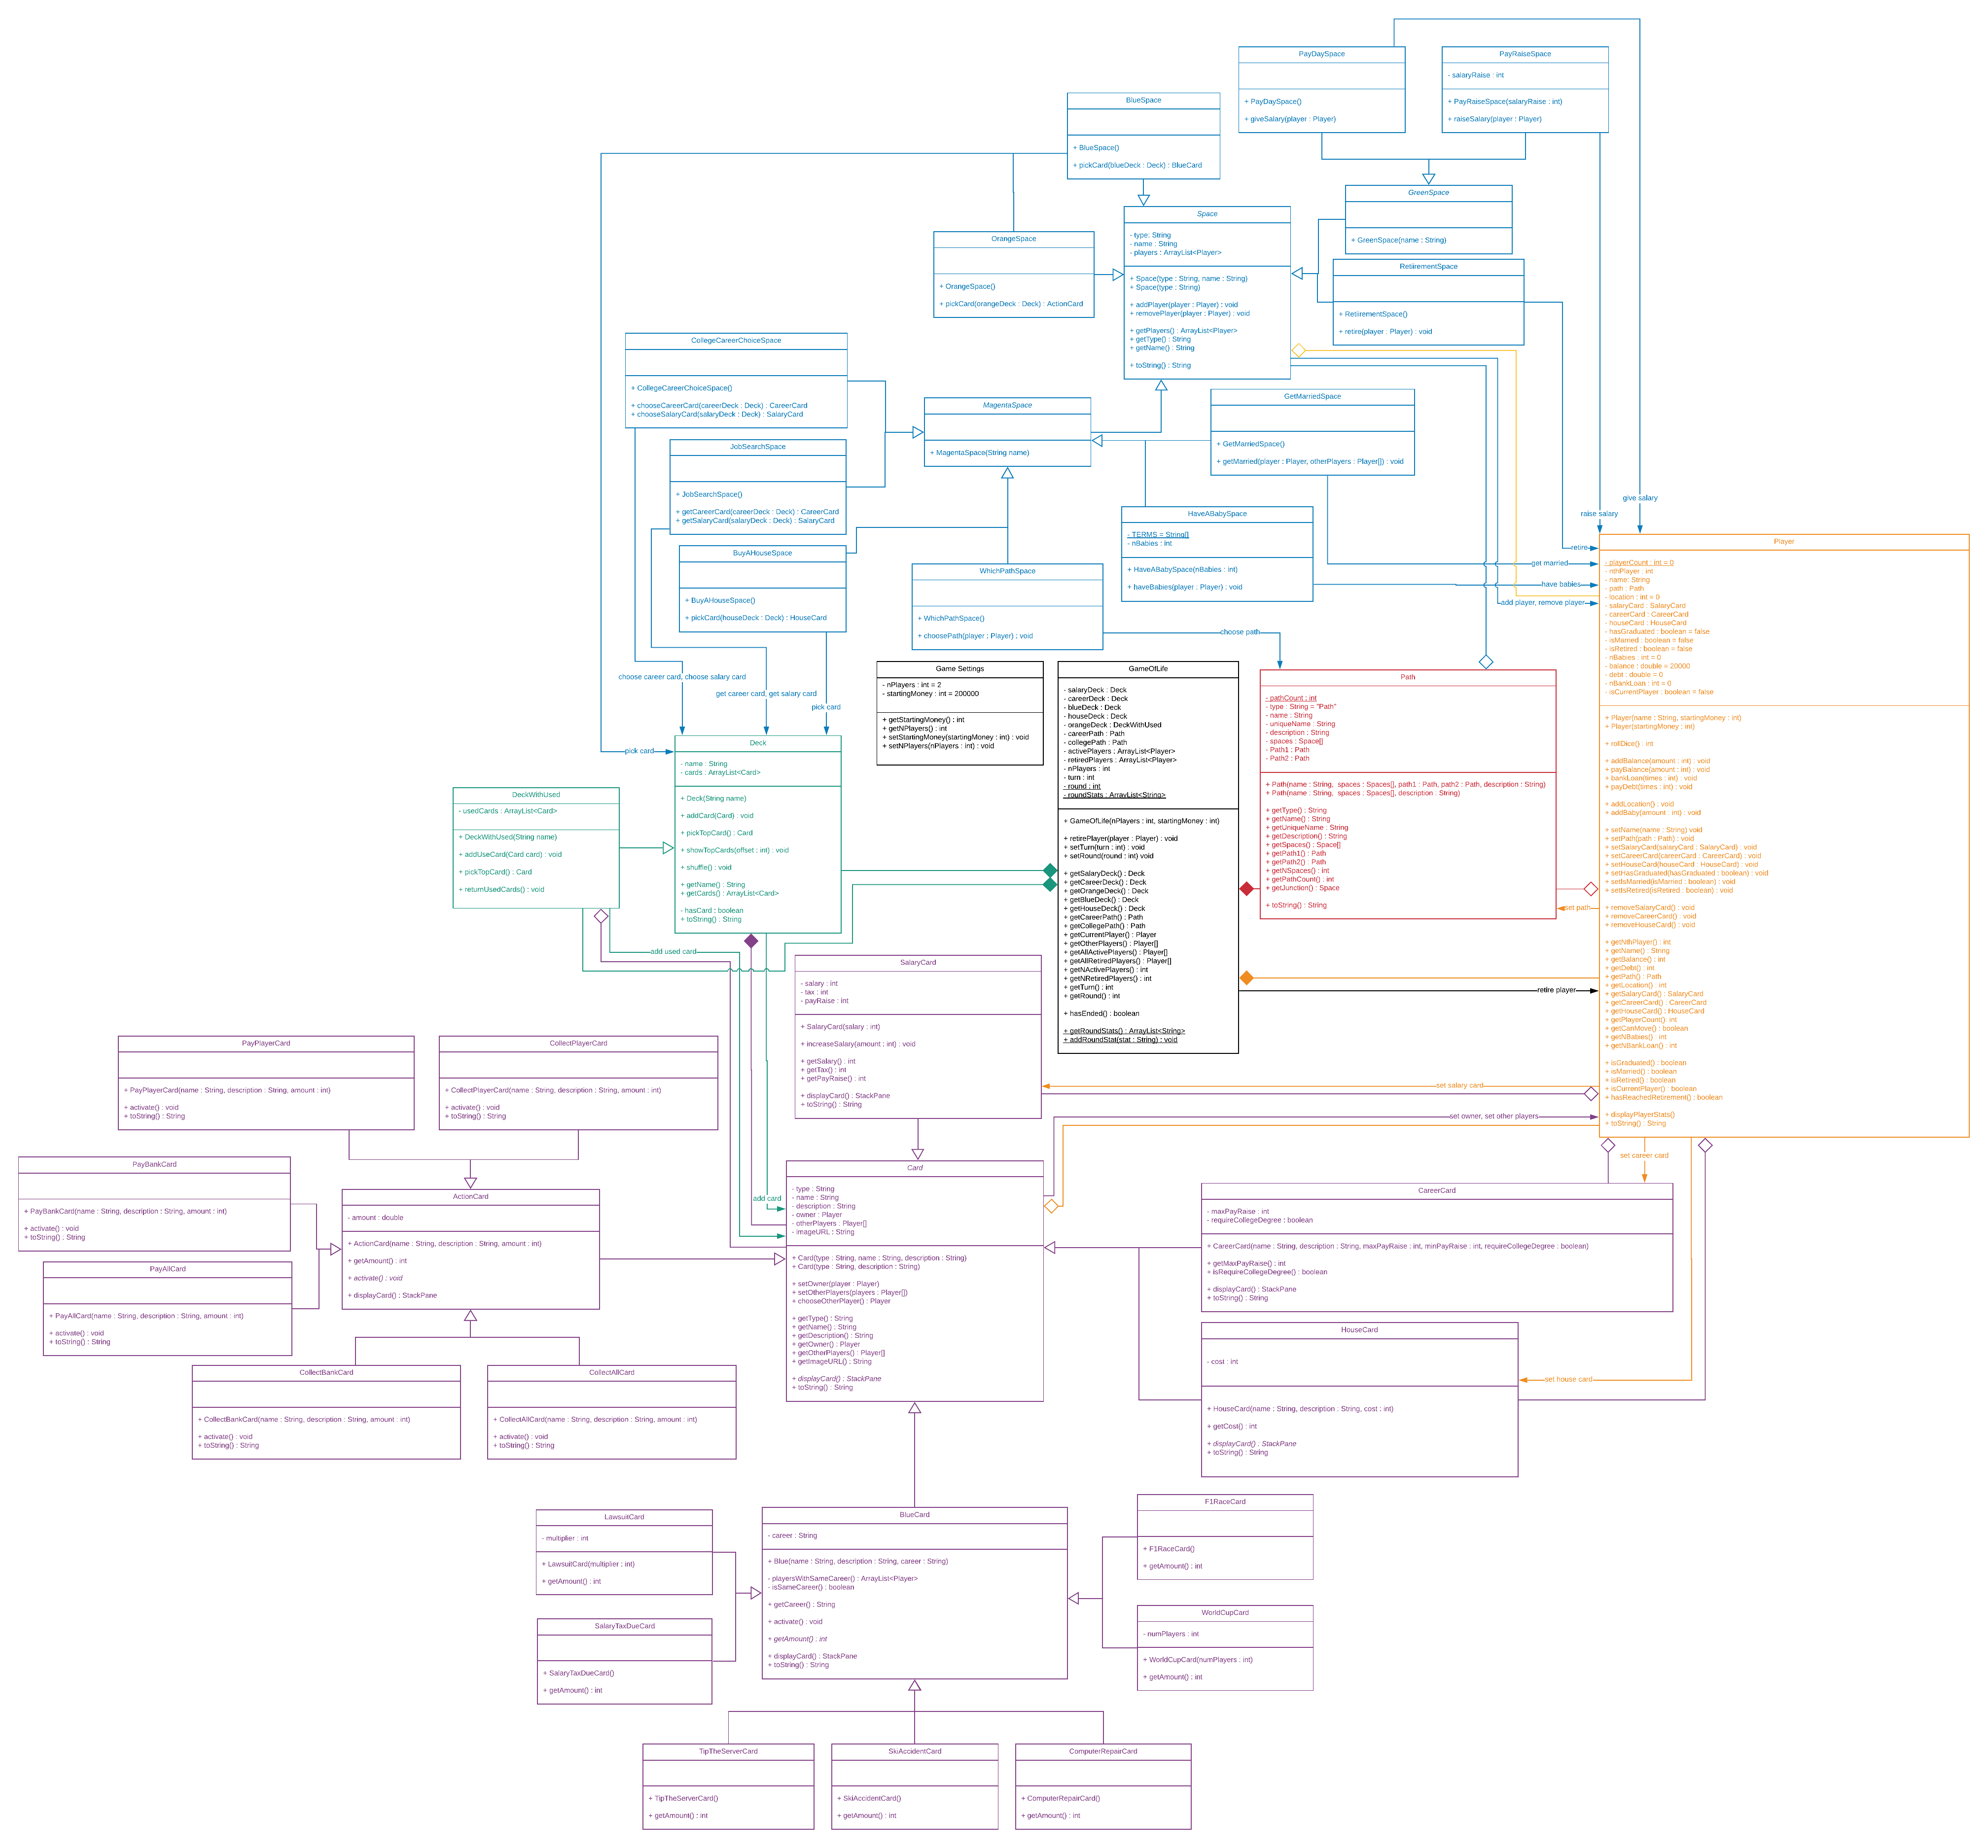 PayDaySpace
+ PayDaySpace()
+ giveSalary(player : Player)
PayRaiseSpace
- salaryRaise : int
+ PayRaiseSpace(salaryRaise : int)
+ raiseSalary(player : Player)
BlueSpace
+ BlueSpace()
+ pickCard(blueDeck : Deck) : BlueCard
GreenSpace
+ GreenSpace(name : String)
Space
- type: String
- name : String
- players : ArrayList<Player>
+ Space(type : String, name : String)
+ Space(type : String)
+ addPlayer(player : Player) : void
+ removePlayer(player : Player) : void
+ getPlayers() : ArrayList<Player>
+ getType() : String
+ getName() : String
+ toString() : String
OrangeSpace
+ OrangeSpace()
+ pickCard(orangeDeck : Deck) : ActionCard
RetiirementSpace
+ RetiirementSpace()
+ retire(player : Player) : void
CollegeCareerChoiceSpace
+ CollegeCareerChoiceSpace()
+ chooseCareerCard(careerDeck : Deck) : CareerCard
+ chooseSalaryCard(salaryDeck : Deck) : SalaryCard
MagentaSpace
+ MagentaSpace(String name)
GetMarriedSpace
+ GetMarriedSpace()
+ getMarried(player : Player, otherPlayers : Player[]) : void
JobSearchSpace
+ JobSearchSpace()
+ getCareerCard(careerDeck : Deck) : CareerCard
+ getSalaryCard(salaryDeck : Deck) : SalaryCard
HaveABabySpace
- TERMS = String[]
- nBabies : int
+ HaveABabySpace(nBabies : int)
+ haveBabies(player : Player) : void
BuyAHouseSpace
+ BuyAHouseSpace()
+ pickCard(houseDeck : Deck) : HouseCard
WhichPathSpace
+ WhichPathSpace()
+ choosePath(player : Player) : void
give salary
raise salary
retire
get married
have babies
add player, remove player
choose path
choose career card, choose salary card
get career card, get salary card
pick card
pick card
Player
- playerCount : int = 0
- nthPlayer : int
- name: String
- path : Path
- location : int = 0
- salaryCard : SalaryCard
- careerCard : CareerCard
- houseCard : HouseCard
- hasGraduated : boolean = false
- isMarried : boolean = false
- isRetired : boolean = false
- nBabies : int = 0
- balance : double = 20000
- debt : double = 0
- nBankLoan : int = 0
- isCurrentPlayer : boolean = false
+ Player(name : String, startingMoney : int)
+ Player(startingMoney : int)
+ rollDice() : int
+ addBalance(amount : int) : void
+ payBalance(amount : int) : void
+ bankLoan(times : int) : void
+ payDebt(times : int) : void
+ addLocation() : void
+ addBaby(amount : int) : void
+ setName(name : String) void
+ setPath(path : Path) : void
+ setSalaryCard(salaryCard : SalaryCard) : void
+ setCareerCard(careerCard : CareerCard) : void
+ setHouseCard(houseCard : HouseCard) : void
+ setHasGraduated(hasGraduated : boolean) : void
+ setIsMarried(isMarried : boolean) : void
+ setIsRetired(isRetired : boolean) : void
+ removeSalaryCard() : void
+ removeCareerCard() : void
+ removeHouseCard() : void
+ getNthPlayer() : int
+ getName() : String
+ getBalance() : int
+ getDebt() : int
+ getPath() : Path
+ getLocation() : int
+ getSalaryCard() : SalaryCard
+ getCareerCard() : CareerCard
+ getHouseCard() : HouseCard
+ getPlayerCount(): int
+ getCanMove() : boolean
+ getNBabies() : int
+ getNBankLoan() : int
+ isGraduated() : boolean
+ isMarried() : boolean
+ isRetired() : boolean
+ isCurrentPlayer() : boolean
+ hasReachedRetirement() : boolean
+ displayPlayerStats()
+ toString() : String
Game Settings
- nPlayers : int = 2
- startingMoney : int = 200000
+ getStartingMoney() : int
+ getNPlayers() : int
+ setStartingMoney(startingMoney : int) : void
+ setNPlayers(nPlayers : int) : void
GameOfLife
- salaryDeck : Deck
- careerDeck : Deck
- blueDeck : Deck
- houseDeck : Deck
- orangeDeck : DeckWithUsed
- careerPath : Path
- collegePath : Path
- activePlayers : ArrayList<Player>
- retiredPlayers : ArrayList<Player>
- nPlayers : int
- turn : int
- round : int
- roundStats : ArrayList<String>
+ GameOfLife(nPlayers : int, startingMoney : int)
+ retirePlayer(player : Player) : void
+ setTurn(turn : int) : void
+ setRound(round : int) void
+ getSalaryDeck() : Deck
+ getCareerDeck() : Deck
+ getOrangeDeck() : Deck
+ getBlueDeck() : Deck
+ getHouseDeck() : Deck
+ getCareerPath() : Path
+ getCollegePath() : Path
+ getCurrentPlayer() : Player
+ getOtherPlayers() : Player[]
+ getAllActivePlayers() : Player[]
+ getAllRetiredPlayers() : Player[]
+ getNActivePlayers() : int
+ getNRetiredPlayers() : int
+ getTurn() : int
+ getRound() : int
+ hasEnded() : boolean
+ getRoundStats() : ArrayList<String>
+ addRoundStat(stat : String) : void
Path
- pathCount : int
- type : String = "Path"
- name : String
- uniqueName : String
- description : String
- spaces : Space[]
- Path1 : Path
- Path2 : Path
+ Path(name : String, spaces : Spaces[], path1 : Path, path2 : Path, description : String)
+ Path(name : String, spaces : Spaces[], description : String)
+ getType() : String
+ getName() : String
+ getUniqueName : String
+ getDescription() : String
+ getSpaces() : Space[]
+ getPath1() : Path
+ getPath2() : Path
+ getNSpaces() : int
+ getPathCount() : int
+ getJunction() : Space
+ toString() : String
set path
retire player
Deck
- name : String
- cards : ArrayList<Card>
+ Deck(String name)
+ addCard(Card) : void
+ pickTopCard() : Card
+ showTopCards(offset : int) : void
+ shuffle() : void
+ getName() : String
+ getCards() : ArrayList<Card>
- hasCard : boolean
+ toString() : String
DeckWithUsed
- usedCards : ArrayList<Card>
+ DeckWithUsed(String name)
+ addUseCard(Card card) : void
+ pickTopCard() : Card
+ returnUsedCards() : void
add used card
SalaryCard
- salary : int
- tax : int
- payRaise : int
+ SalaryCard(salary : int)
+ increaseSalary(amount : int) : void
+ getSalary() : int
+ getTax() : int
+ getPayRaise() : int
+ displayCard() : StackPane
+ toString() : String
set salary card
set owner, set other players
set career card
PayPlayerCard
+ PayPlayerCard(name : String, description : String, amount : int)
+ activate() : void
+ toString() : String
CollectPlayerCard
+ CollectPlayerCard(name : String, description : String, amount : int)
+ activate() : void
+ toString() : String
PayBankCard
+ PayBankCard(name : String, description : String, amount : int)
+ activate() : void
+ toString() : String
ActionCard
- amount : double
+ ActionCard(name : String, description : String, amount : int)
+ getAmount() : int
+ activate() : void
+ displayCard() : StackPane
PayAllCard
+ PayAllCard(name : String, description : String, amount : int)
+ activate() : void
+ toString() : String
CollectBankCard
+ CollectBankCard(name : String, description : String, amount : int)
+ activate() : void
+ toString() : String
CollectAllCard
+ CollectAllCard(name : String, description : String, amount : int)
+ activate() : void
+ toString() : String
add card
Card
- type : String
- name : String
- description : String
- owner : Player
- otherPlayers : Player[]
- imageURL : String
+ Card(type : String, name : String, description : String)
+ Card(type : String, description : String)
+ setOwner(player : Player)
+ setOtherPlayers(players : Player[])
+ chooseOtherPlayer() : Player
+ getType() : String
+ getName() : String
+ getDescription() : String
+ getOwner() : Player
+ getOtherPlayers() : Player[]
+ getImageURL() : String
+ displayCard() : StackPane
+ toString() : String
CareerCard
- maxPayRaise : int
- requireCollegeDegree : boolean
+ CareerCard(name : String, description : String, maxPayRaise : int, minPayRaise : int, requireCollegeDegree : boolean)
+ getMaxPayRaise() : int
+ isRequireCollegeDegree() : boolean
+ displayCard() : StackPane
+ toString() : String
HouseCard
- cost : int
+ HouseCard(name : String, description : String, cost : int)
+ getCost() : int
+ displayCard() : StackPane
+ toString() : String
set house card
LawsuitCard
- multiplier : int
+ LawsuitCard(multiplier : int)
+ getAmount() : int
BlueCard
- career : String
+ Blue(name : String, description : String, career : String)
- playersWithSameCareer() : ArrayList<Player>
- isSameCareer() : boolean
+ getCareer() : String
+ activate() : void
+ getAmount() : int
+ displayCard() : StackPane
+ toString() : String
F1RaceCard
+ F1RaceCard()
+ getAmount() : int
SalaryTaxDueCard
+ SalaryTaxDueCard()
+ getAmount() : int
WorldCupCard
- numPlayers : int
+ WorldCupCard(numPlayers : int)
+ getAmount() : int
TipTheServerCard
+ TipTheServerCard()
+ getAmount() : int
SkiAccidentCard
+ SkiAccidentCard()
+ getAmount() : int
ComputerRepairCard
+ ComputerRepairCard()
+ getAmount() : int